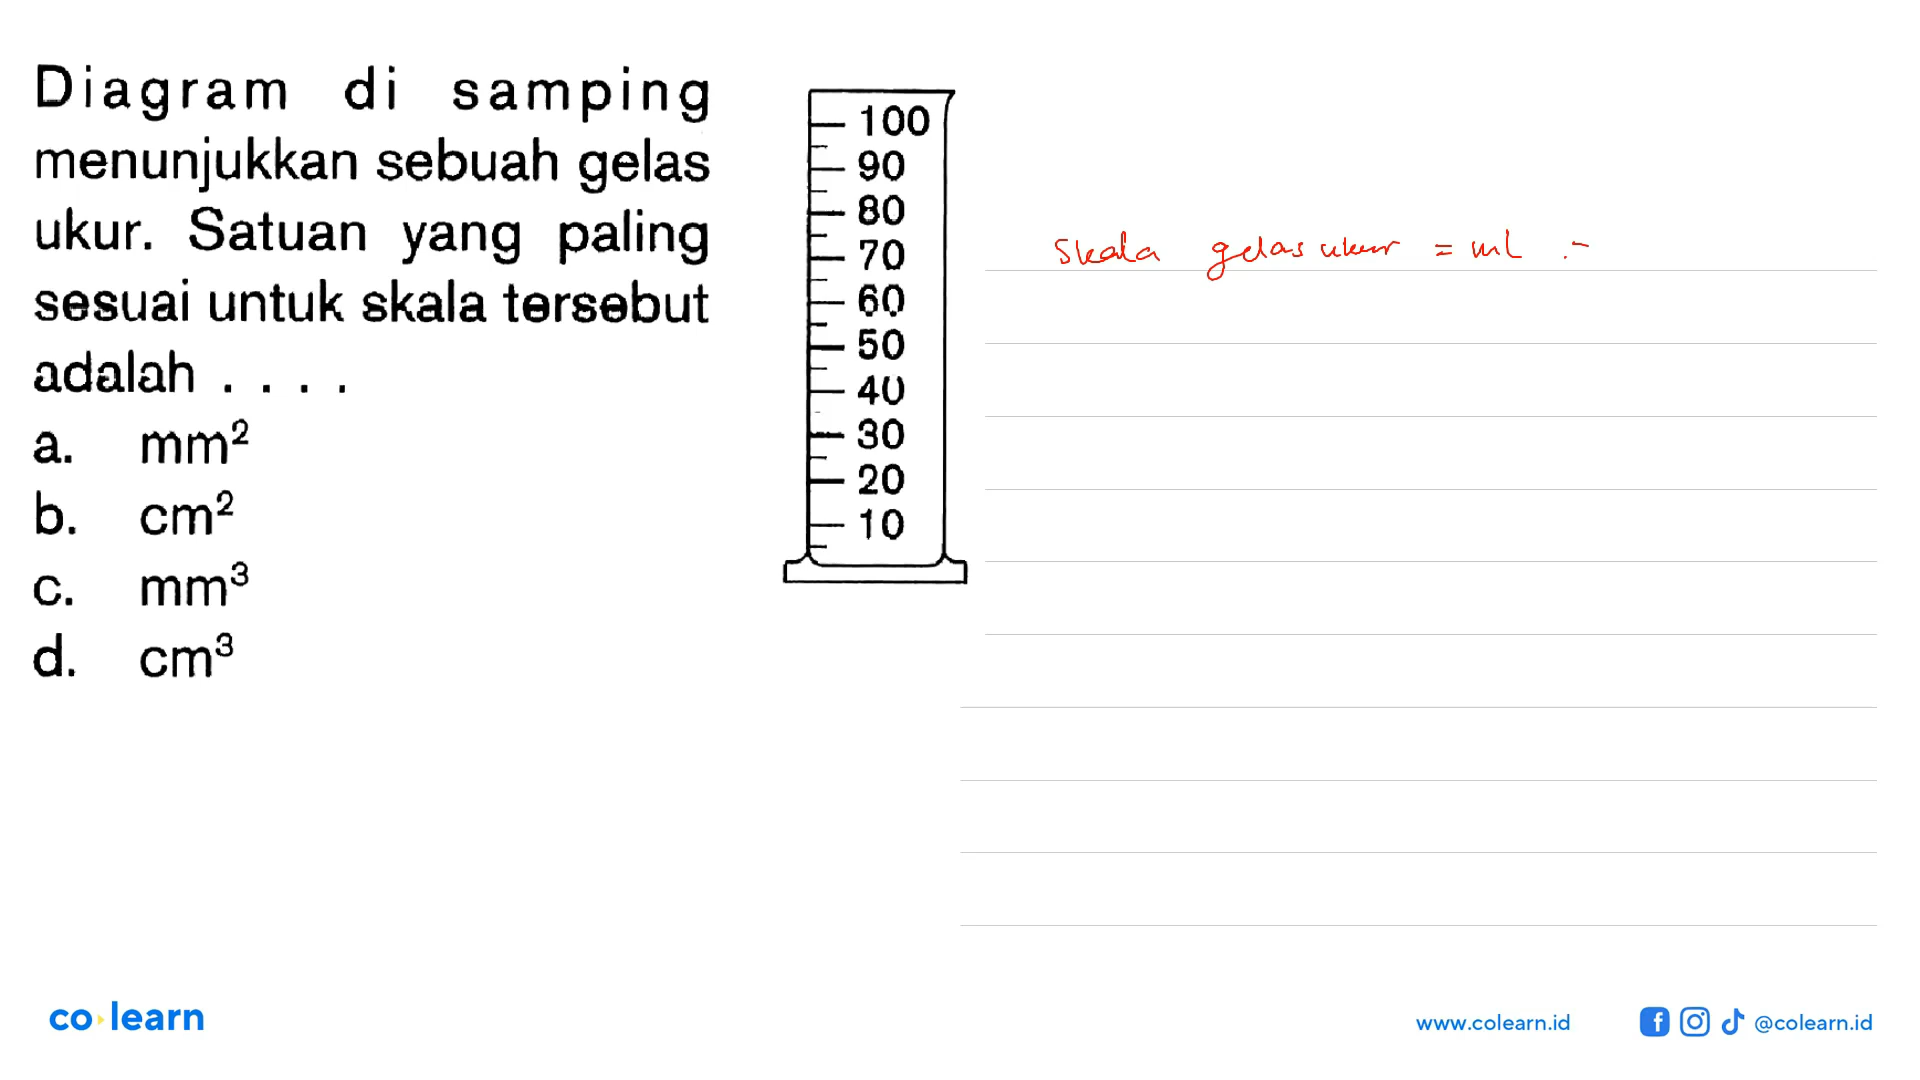 Diagram di samping
menunjukkan sebuah gelas
ukur. Satuan yang paling
sesuai untuk skala tersebut
adalah . . . .
a. mm²
b. cm²
c. mm³
d. cm³
100
90
80
70
60
50
40
30
20
10
Skala gelas ukur = ml :-
co learn
www.colearn.id
@colearn.id